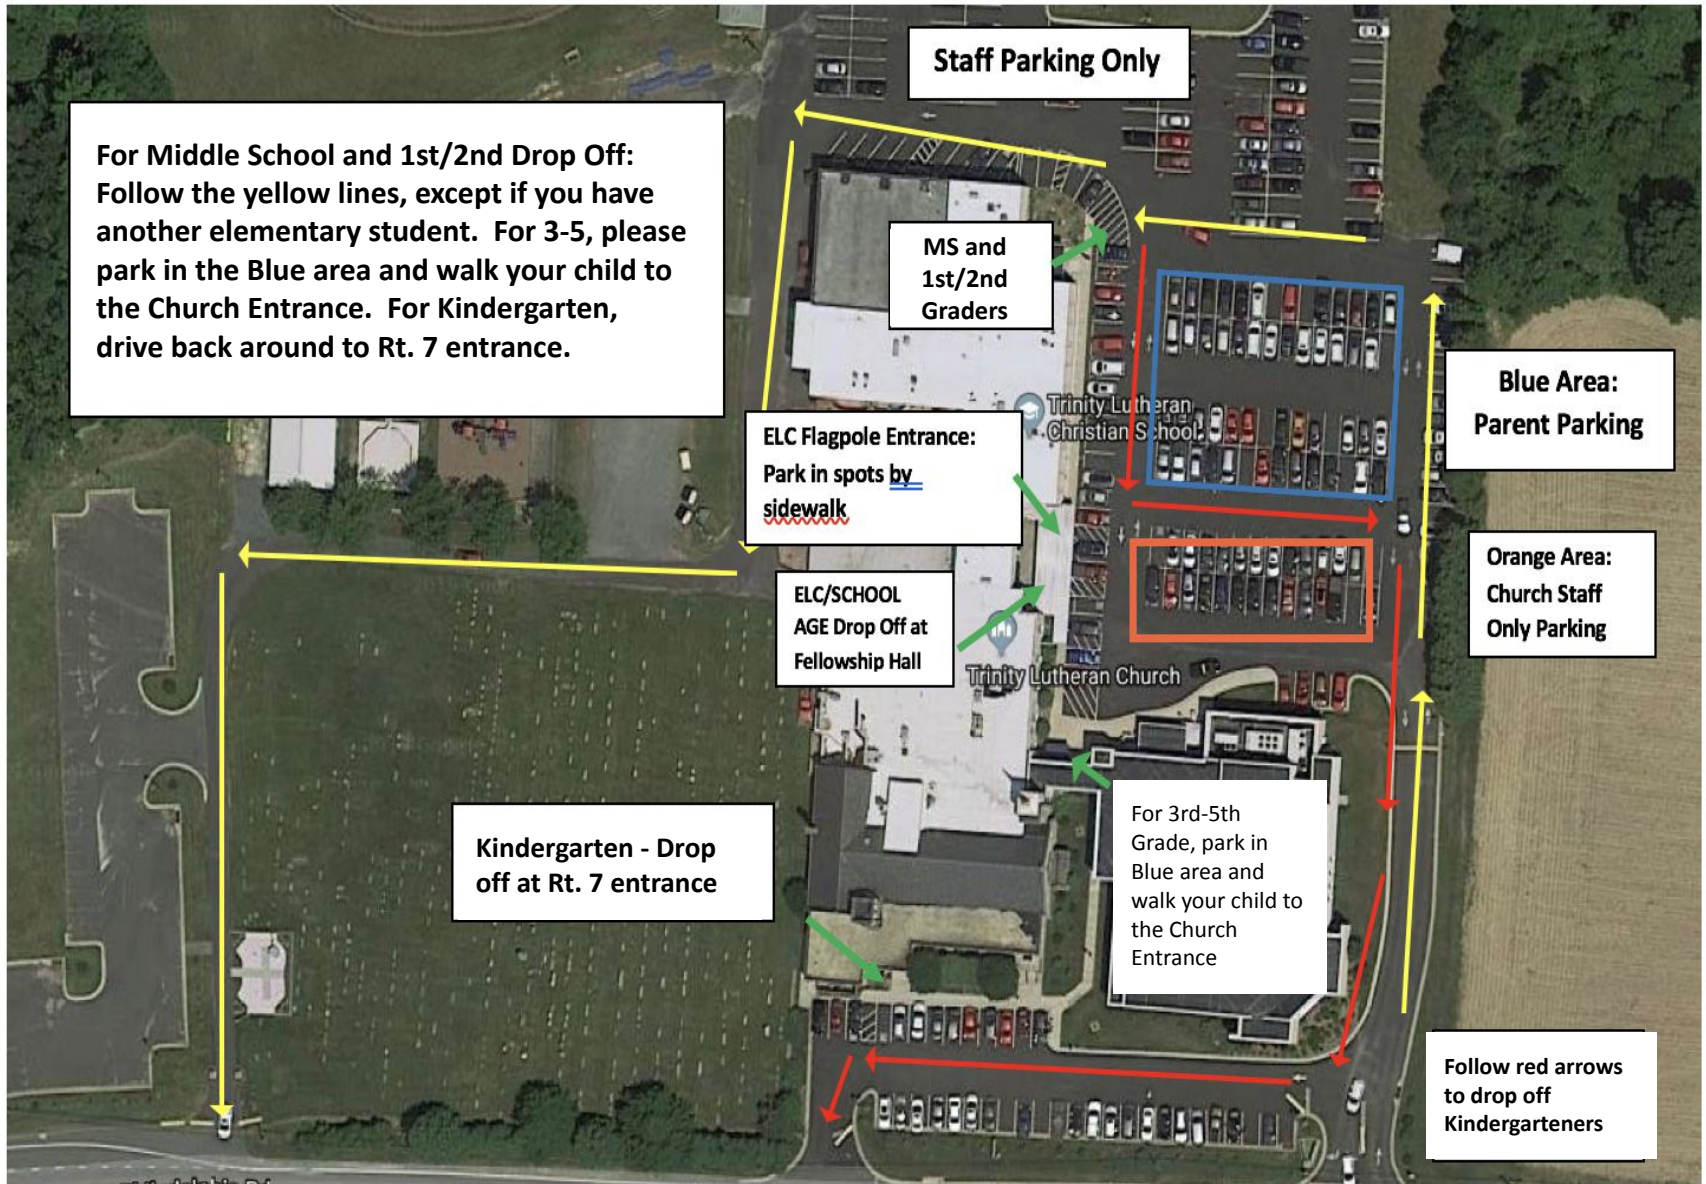 Staff Parking Only
For Middle School and 1st/2nd Drop Off:
Follow the yellow lines, except if you have
another elementary student.  For 3-5, please
park in the Blue area and walk your child to
the Church Entrance.  For Kindergarten,
drive back around to Rt. 7 entrance.
MS and
1st/2nd
Graders
Blue Area:
Parent Parking
Trinity Lutheran
Christian School
ELC Flagpole Entrance:
Park in spots by
sidewalk
Orange Area:
Church Staff
Only Parking
ELC/SCHOOL
AGE Drop Off at
Fellowship Hall
Trinity Lutheran Church
For 3rd-5th
Grade, park in
Blue area and
walk your child to
the Church
Entrance
Kindergarten - Drop
off at Rt. 7 entrance
Follow red arrows
to drop off
Kindergarteners